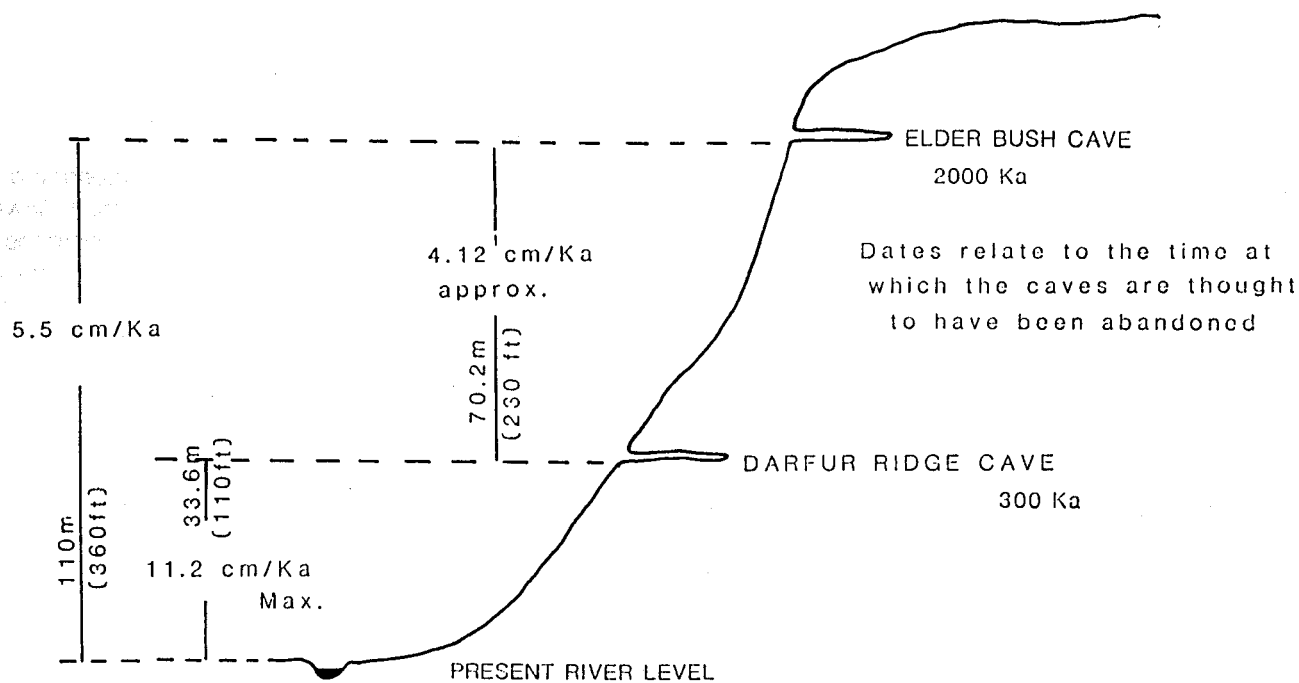 ELDER BUSH CAVE
2000 Ka
Dates relate to the time at
which the caves are thought
to have been abandoned
4.12 cm/Ka
approx.
5.5 cm/Ka
70.2m
(230 ft)
DARFUR RIDGE CAVE
300 Ka
33.6m
(110ft)
110m
(360ft)
11.2 cm/Ka
Max.
PRESENT RIVER LEVEL